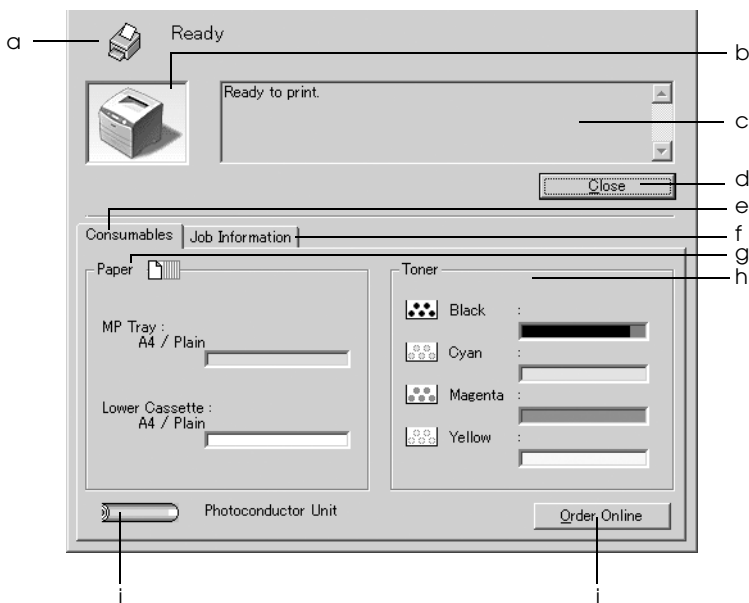 a
Ready
b
Ready to print.
c
Close
d
e
Consumables
Job Information
f
g
Paper
Toner
h
MP Tray :
A4 / Plain
Lower Cassette :
A4 / Plain
Black :
Cyan :
Magenta :
Yellow :
Photoconductor Unit
Order Online
i
j